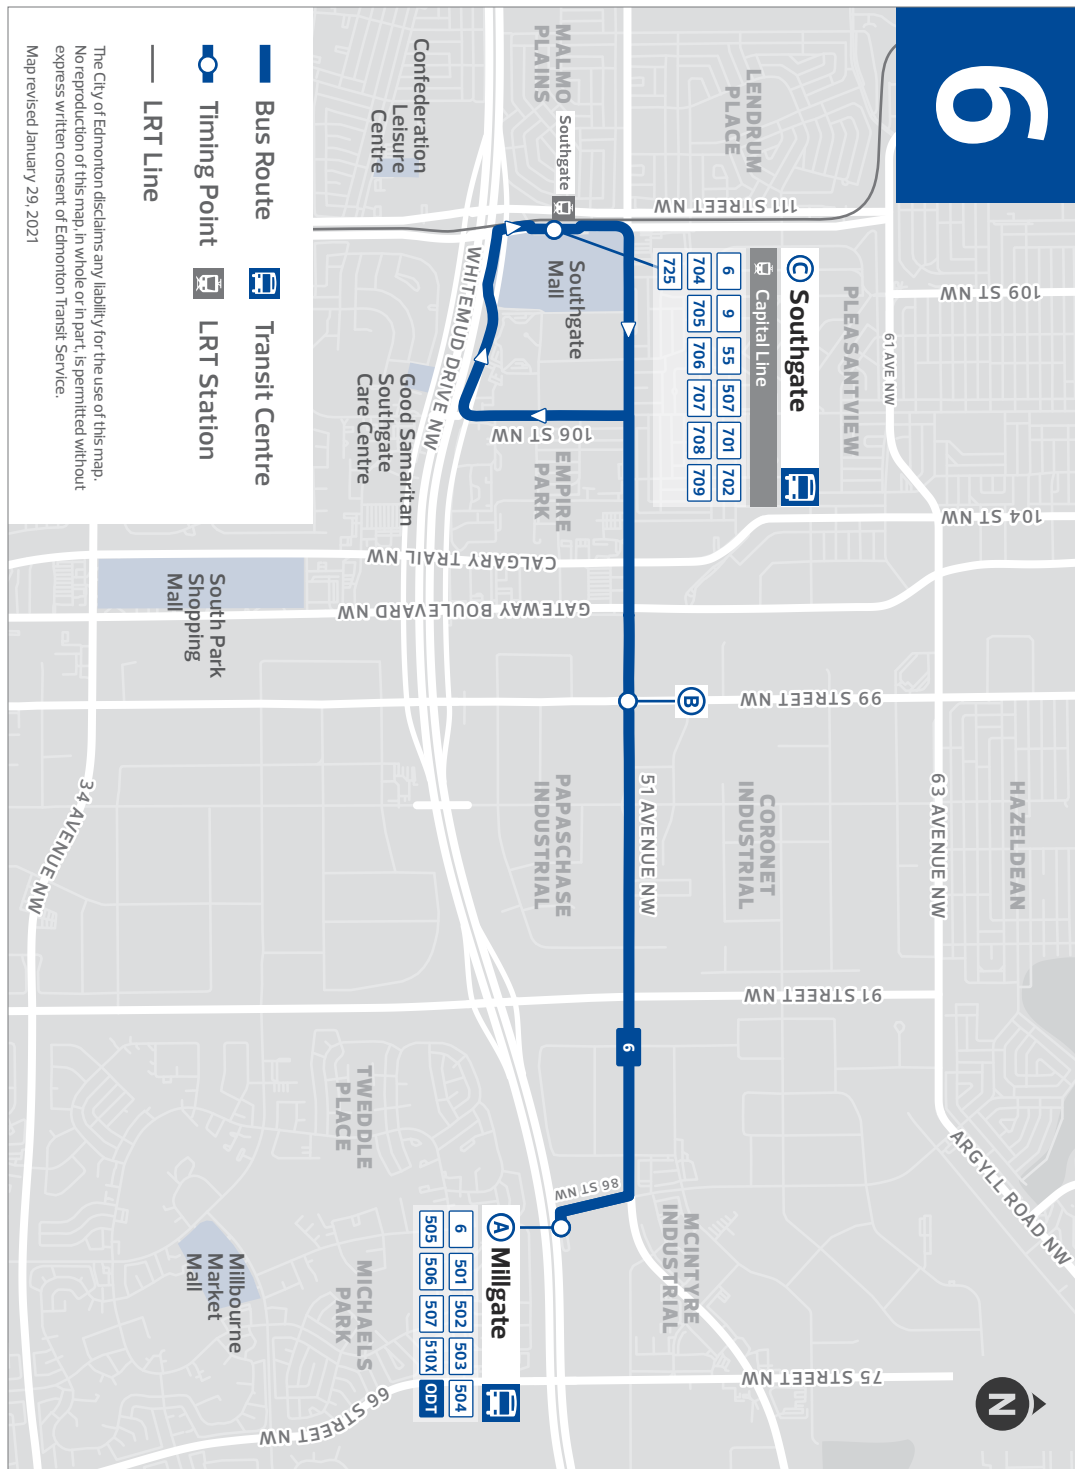 6
N
109 ST NW
104 ST NW
HAZELDEAN
ARGYLL ROAD NW
63 AVENUE NW
61 AVE NW
PLEASANTVIEW
99 STREET NW
91 STREET NW
75 STREET NW
111 STREET NW
LENDRUM
PLACE
C Southgate
Capital Line
6 9 55 507 701 702
704 705 706 707 708 709
725
B
CORONET
INDUSTRIAL
MCINTYRE
INDUSTRIAL
51 AVENUE NW
6
86 ST NW
MALMO
PLAINS
Southgate
Southgate
Mall
106 ST NW
EMPIRE
PARK
CALGARY TRAIL NW
GATEWAY BOULEVARD NW
PAPASCHASE
INDUSTRIAL
A Millgate
6 501 502 503 504
505 506 507 510X ODT
WHITEMUD DRIVE NW
Confederation
Leisure
Centre
Good Samaritan
Southgate
Care Centre
TWEDDLE
PLACE
MICHAELS
PARK
66 STREET NW
Millbourne
Market
Mall
South Park
Shopping
Mall
34 AVENUE NW
Bus Route
Transit Centre
Timing Point
LRT Station
LRT Line
The City of Edmonton disclaims any liability for the use of this map.
No reproduction of this map, in whole or in part, is permitted without
express written consent of Edmonton Transit Service.
Map revised January 29, 2021